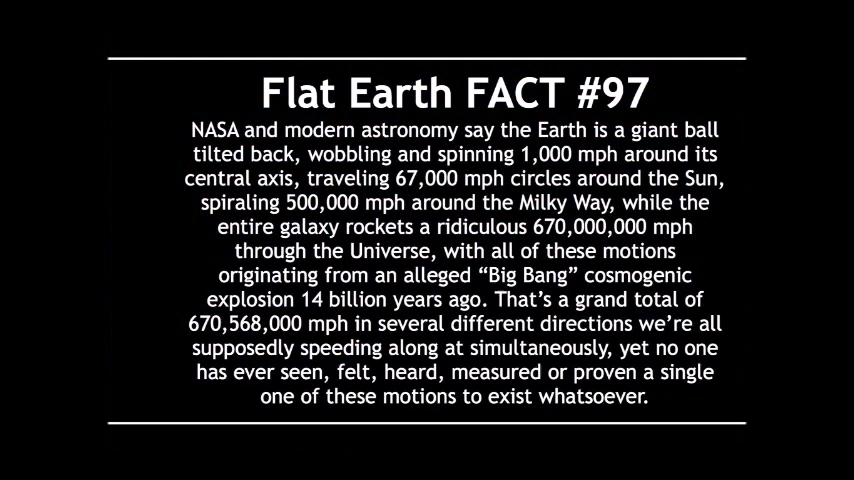 Flat Earth FACT #97
NASA and modern astronomy say the Earth is a giant ball
tilted back, wobbling and spinning 1,000 mph around its
central axis, traveling 67,000 mph circles around the Sun,
spiraling 500,000 mph around the Milky Way, while the
entire galaxy rockets a ridiculous 670,000,000 mph
through the Universe, with all of these motions
originating from an alleged “Big Bang” cosmogenic
explosion 14 billion years ago. That’s a grand total of
670,568,000 mph in several different directions we’re all
supposedly speeding along at simultaneously, yet no one
has ever seen, felt, heard, measured or proven a single
one of these motions to exist whatsoever.